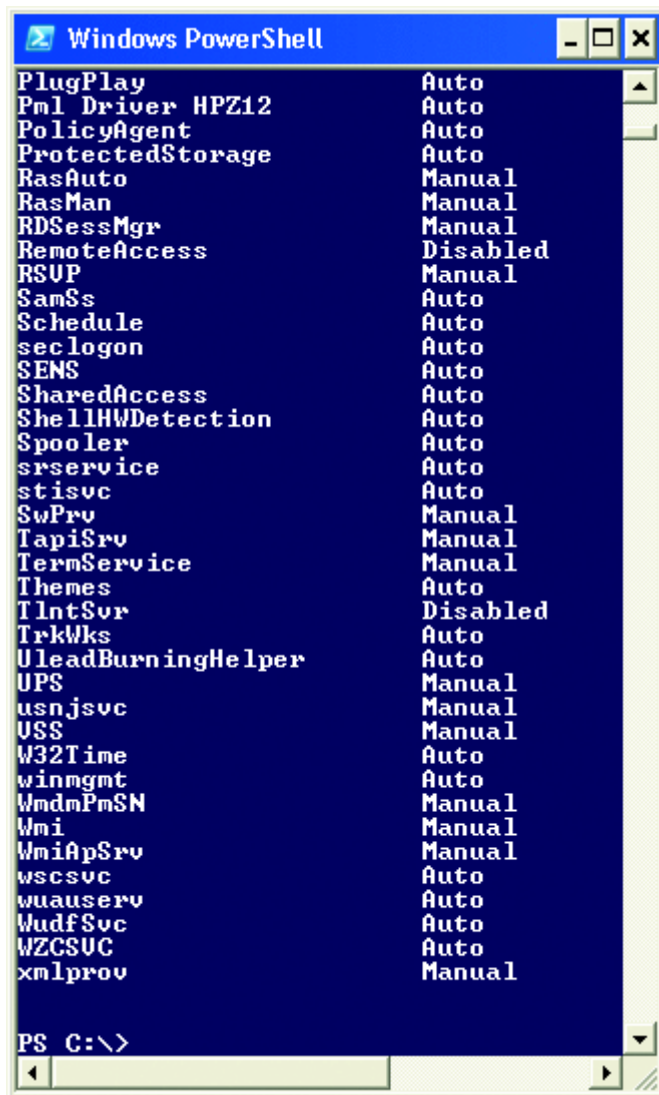 Windows PowerShell
PlugPlay Auto
Pml Driver HPZ12 Auto
PolicyAgent Auto
ProtectedStorage Auto
RasAuto Manual
RasMan Manual
RDSessMgr Manual
RemoteAccess Disabled
RSVP Manual
SamSs Auto
Schedule Auto
seclogon Auto
SENS Auto
SharedAccess Auto
ShellHWDetection Auto
Spooler Auto
srservice Auto
stisvc Auto
SwPrv Manual
TapiSrv Manual
TermService Manual
Themes Auto
TlntSvr Disabled
TrkWks Auto
UleadBurningHelper Auto
UPS Manual
usnjsvc Manual
VSS Manual
W32Time Auto
winmgmt Auto
WmdmPmSN Manual
Wmi Manual
WmiApSrv Manual
wscsvc Auto
wuauserv Auto
WudfSvc Auto
WZCSVC Auto
xmlprov Manual
PS C:\>